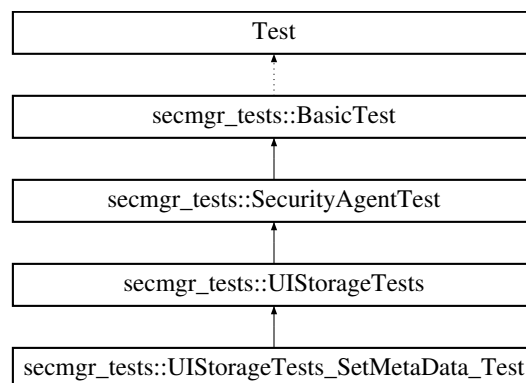 Test
secmgr_tests::BasicTest
secmgr_tests::SecurityAgentTest
secmgr_tests::UIStorageTests
secmgr_tests::UIStorageTests_SetMetaData_Test